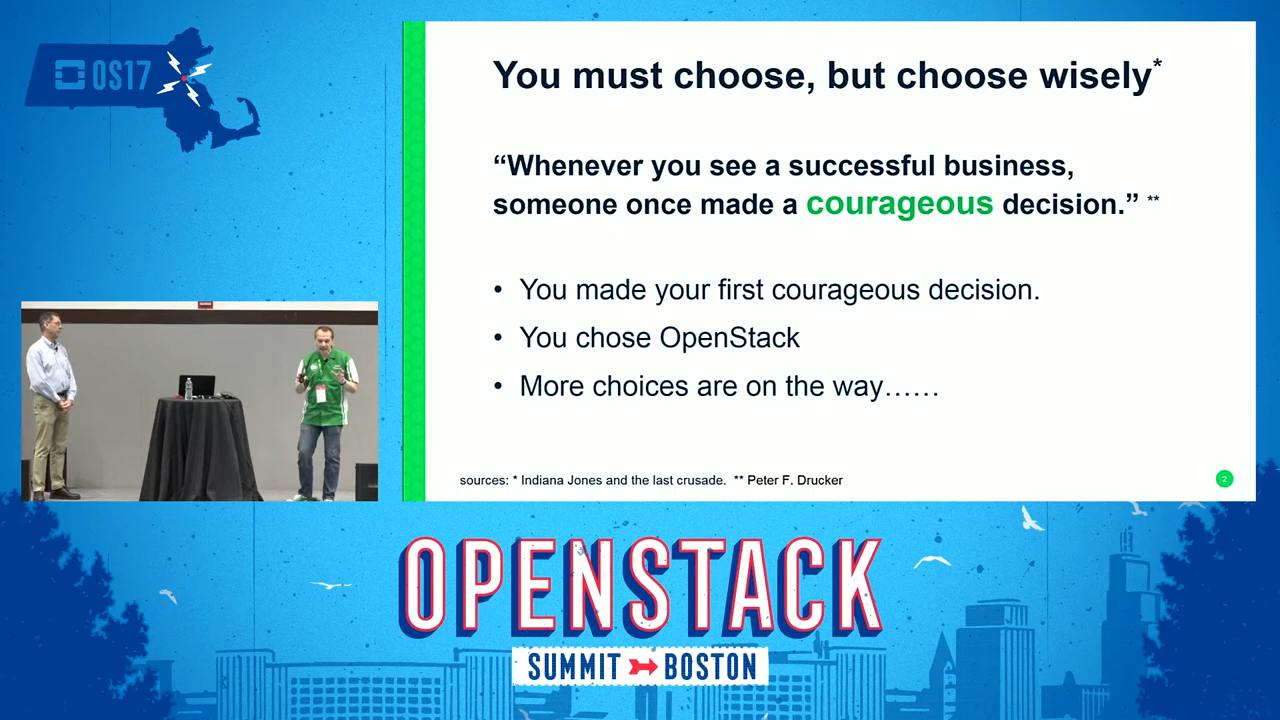 OS17
You must choose, but choose wisely*
“Whenever you see a successful business,
someone once made a courageous decision.” **
• You made your first courageous decision.
• You chose OpenStack
• More choices are on the way……
sources: * Indiana Jones and the last crusade. ** Peter F. Drucker
2
OPENSTACK
SUMMIT BOSTON